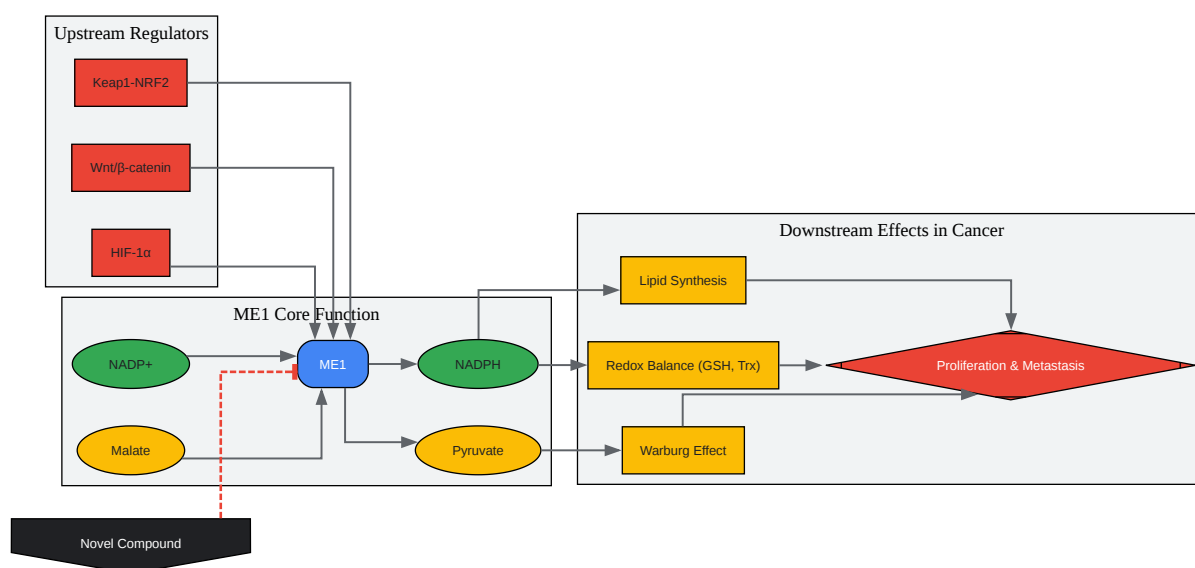 Upstream Regulators
Keap1-NRF2
Wnt/β-catenin
HIF-1α
ME1 Core Function
NADP+
ME1
NADPH
Malate
Pyruvate
Downstream Effects in Cancer
Lipid Synthesis
Redox Balance (GSH, Trx)
Proliferation & Metastasis
Warburg Effect
Novel Compound